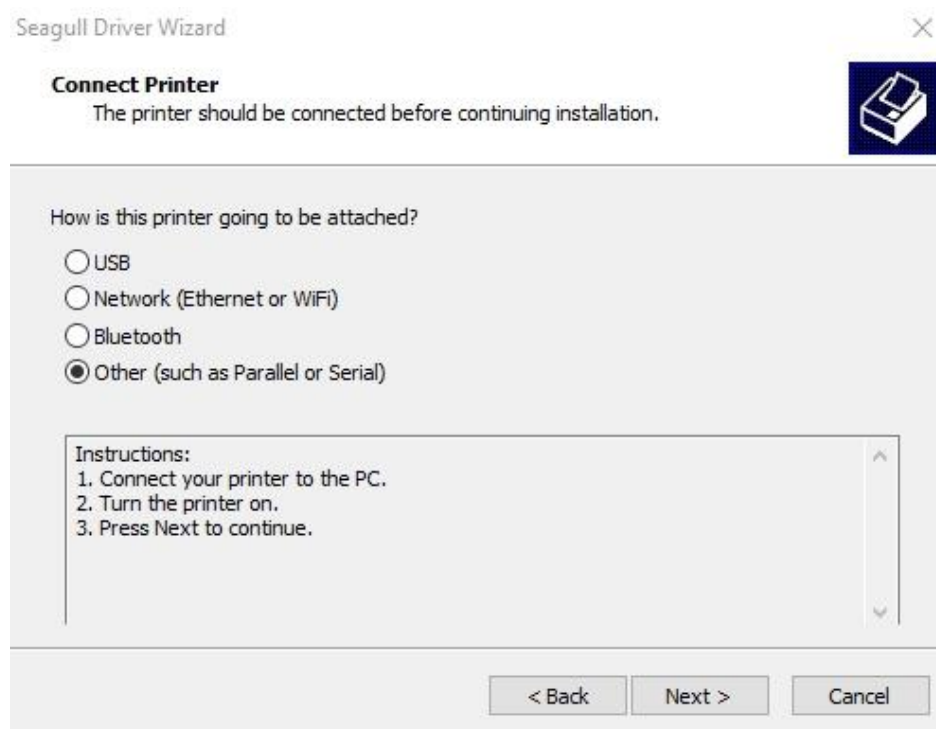 Seagull Driver Wizard
Connect Printer
The printer should be connected before continuing installation.
How is this printer going to be attached?
USB
Network (Ethernet or WiFi)
Bluetooth
Other (such as Parallel or Serial)
Instructions:
1. Connect your printer to the PC.
2. Turn the printer on.
3. Press Next to continue.
< Back Next > Cancel